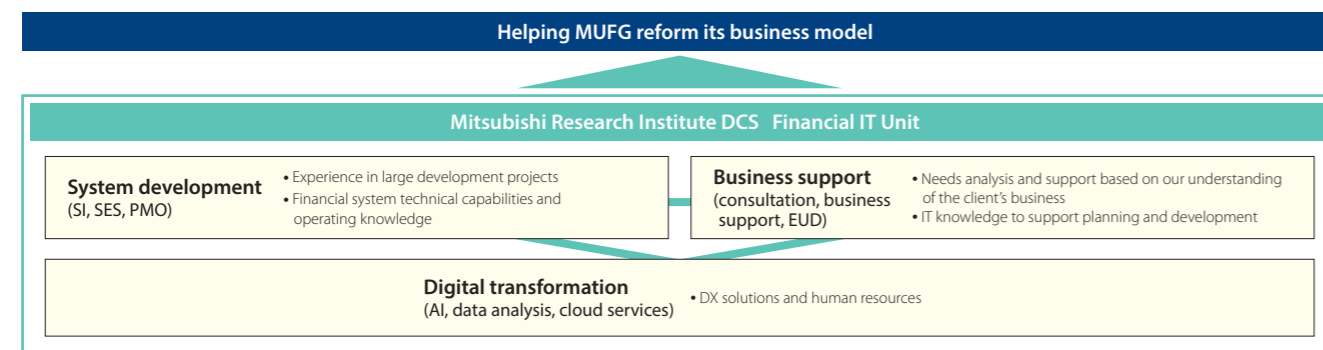 Helping MUFG reform its business model
Mitsubishi Research Institute DCS Financial IT Unit
System development
(SI, SES, PMO)
• Experience in large development projects
• Financial system technical capabilities and
operating knowledge
Business support
(consultation, business
support, EUD)
• Needs analysis and support based on our understanding
of the client's business
• IT knowledge to support planning and development
Digital transformation
(AI, data analysis, cloud services)
• DX solutions and human resources